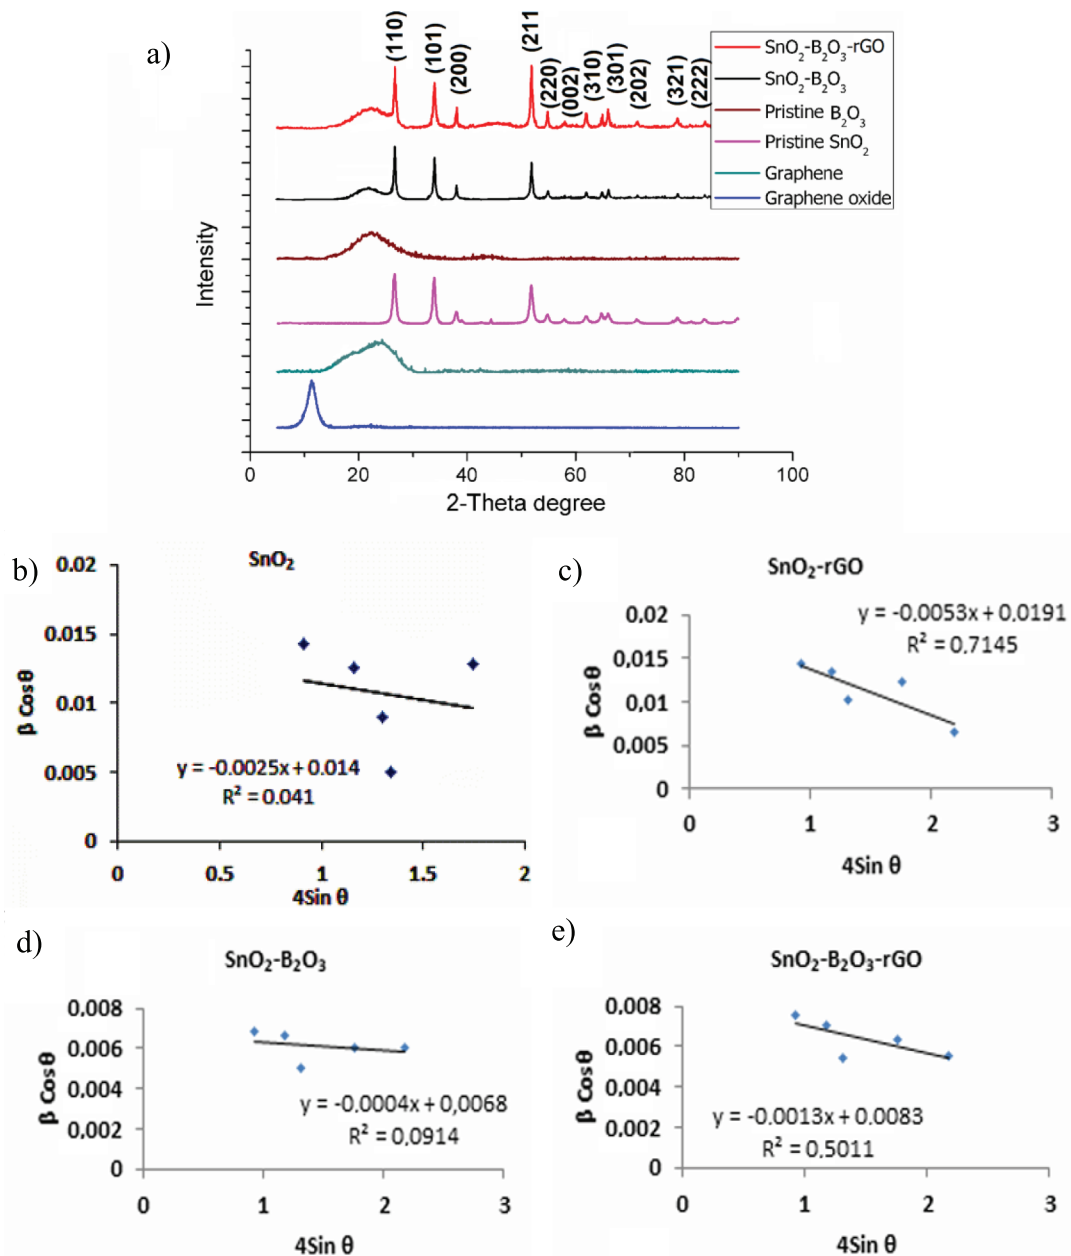 a)
(110)
(101)
(200)
(211
(220)
(002)
(310)
(301)
(202)
(321)
(222)
SnO₂-B₂O₃-rGO
SnO₂-B₂O₃
Pristine B₂O₃
Pristine SnO₂
Graphene
Graphene oxide
Intensity
0 20 40 60 80 100
2-Theta degree
b)
SnO₂
0.02
0.015
0.01
0.005
0
β Cosθ
y = -0.0025x + 0.014
R² = 0.041
0 0.5 1 1.5 2
4Sin θ
c)
SnO₂-rGO
y = -0.0053x + 0.0191
R² = 0.7145
0.02
0.015
0.01
0.005
0
β Cosθ
0 1 2 3
4Sin θ
d)
SnO₂-B₂O₃
0.008
0.006
0.004
0.002
0
β Cosθ
y = -0.0004x + 0,0068
R² = 0,0914
0 1 2 3
4Sin θ
e)
SnO₂-B₂O₃-rGO
0.008
0.006
0.004
0.002
0
β Cosθ
y = -0.0013x + 0.0083
R² = 0.5011
0 1 2 3
4Sin θ